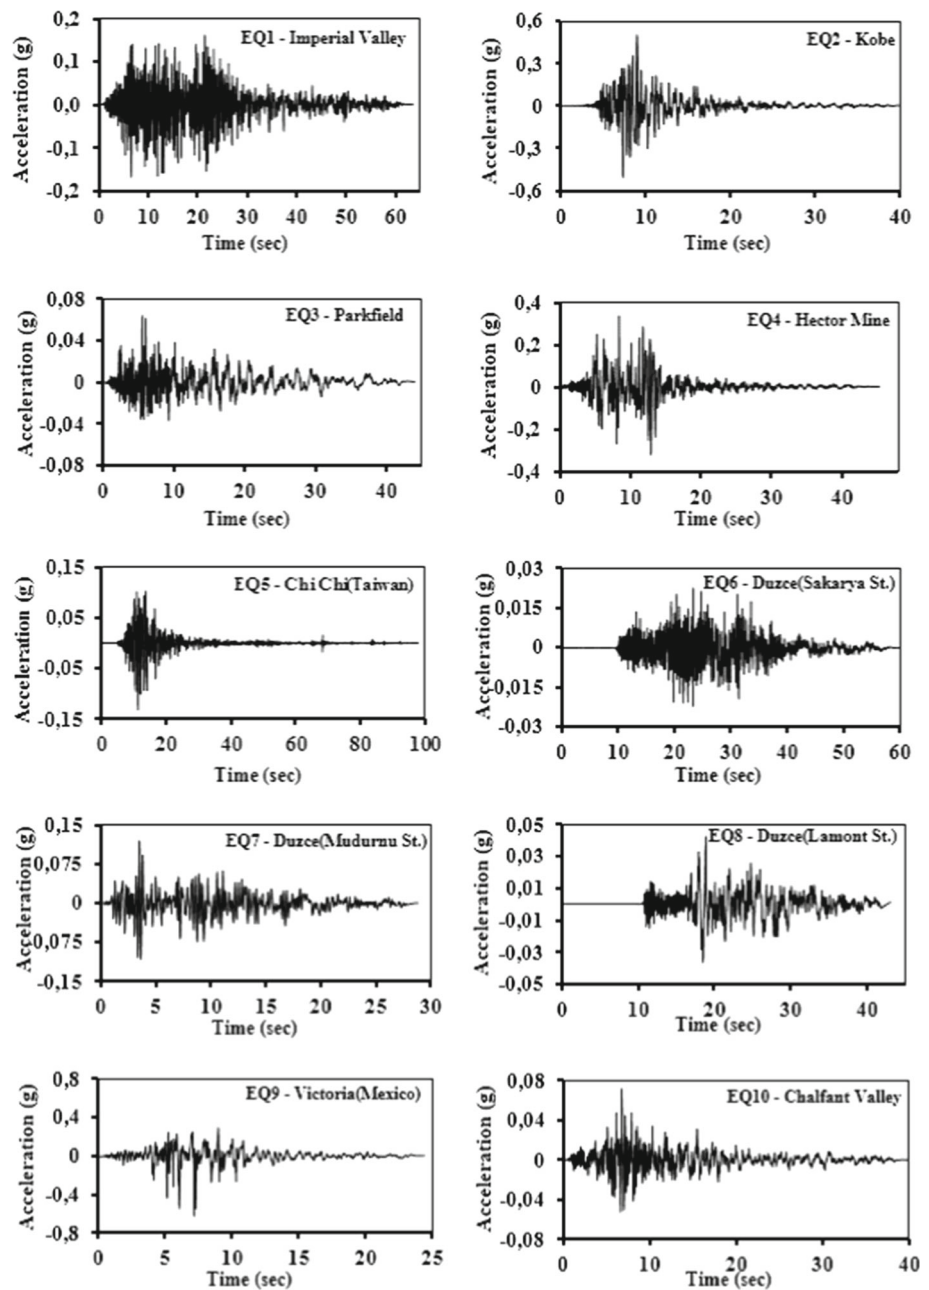 EQ1 - Imperial Valley
Acceleration (g)
0,2
0,1
0,0
-0,1
-0,2
0 10 20 30 40 50 60
Time (sec)
EQ2 - Kobe
Acceleration (g)
0,6
0,3
0
-0,3
-0,6
0 10 20 30 40
Time (sec)
EQ3 - Parkfield
Acceleration (g)
0,08
0,04
0
-0,04
-0,08
0 10 20 30 40
Time (sec)
EQ4 - Hector Mine
Acceleration (g)
0,4
0,2
0
-0,2
-0,4
0 10 20 30 40
Time (sec)
EQ5 - Chi Chi(Taiwan)
Acceleration (g)
0,15
0,05
-0,05
-0,15
0 20 40 60 80 100
Time (sec)
EQ6 - Duzce(Sakarya St.)
Acceleration (g)
0,03
0,015
0
-0,015
-0,03
0 10 20 30 40 50 60
Time (sec)
EQ7 - Duzce(Mudurnu St.)
Acceleration (g)
0,15
0,075
0
-0,075
-0,15
0 5 10 15 20 25 30
Time (sec)
EQ8 - Duzce(Lamont St.)
Acceleration (g)
0,05
0,03
0,01
-0,01
-0,03
-0,05
0 10 20 30 40
Time (sec)
EQ9 - Victoria(Mexico)
Acceleration (g)
0,8
0,4
0
-0,4
-0,8
0 5 10 15 20 25
Time (sec)
EQ10 - Chalfant Valley
Acceleration (g)
0,08
0,04
0
-0,04
-0,08
0 10 20 30 40
Time (sec)